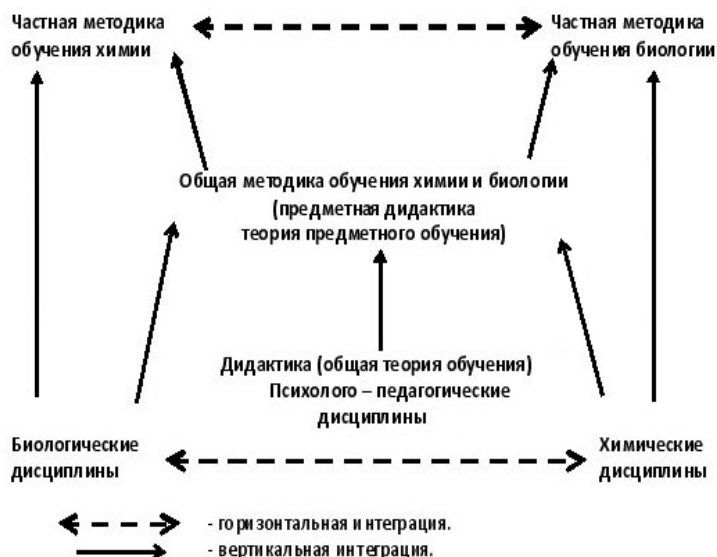 Частная методика
обучения химии
Частная методика
обучения биологии
Общая методика обучения химии и биологии
(предметная дидактика
теория предметного обучения)
Дидактика (общая теория обучения)
Психолого – педагогические
дисциплины
Биологические
дисциплины
Химические
дисциплины
- горизонтальная интеграция.
- вертикальная интеграция.